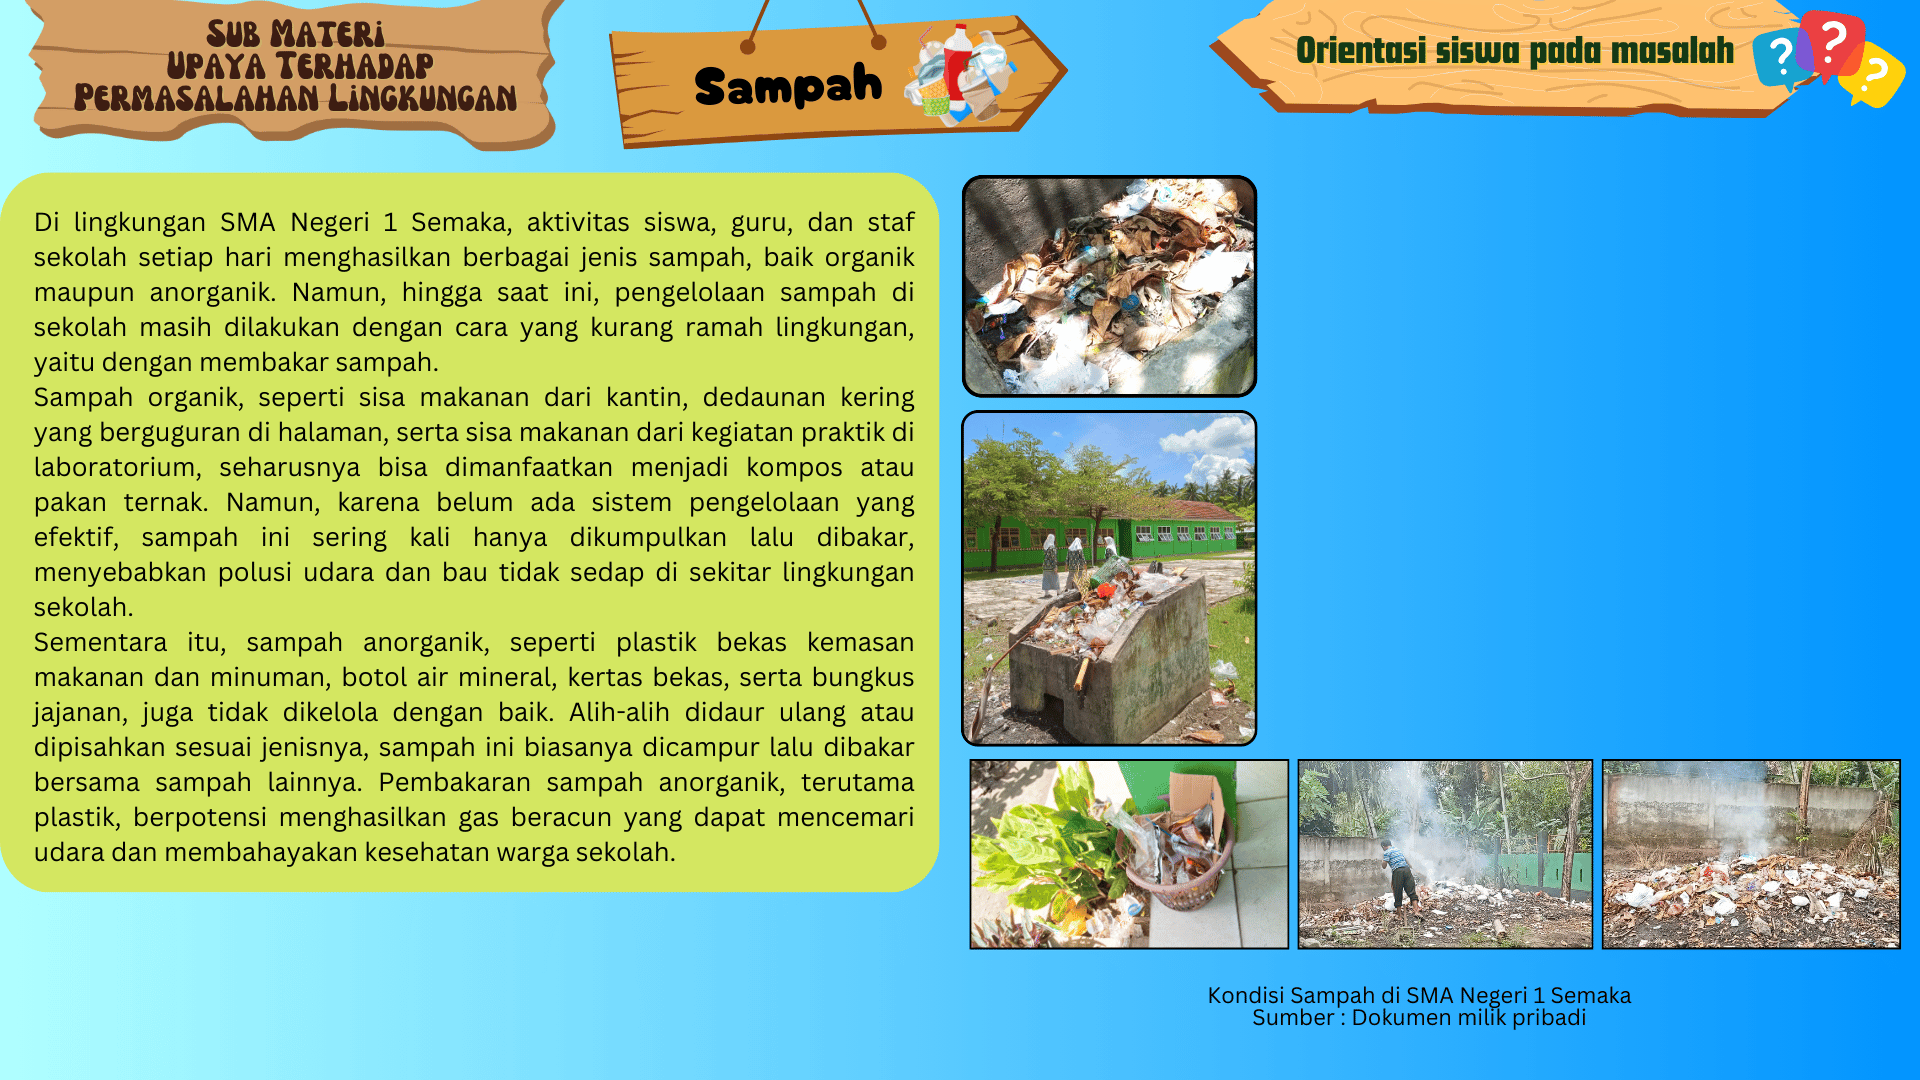 Sub Materi
Upaya Terhadap
Permasalahan Lingkungan
Sampah
Orientasi siswa pada masalah
? ? ?
Di lingkungan SMA Negeri 1 Semaka, aktivitas siswa, guru, dan staf
sekolah setiap hari menghasilkan berbagai jenis sampah, baik organik
maupun anorganik. Namun, hingga saat ini, pengelolaan sampah di
sekolah masih dilakukan dengan cara yang kurang ramah lingkungan,
yaitu dengan membakar sampah.
Sampah organik, seperti sisa makanan dari kantin, dedaunan kering
yang berguguran di halaman, serta sisa makanan dari kegiatan praktik di
laboratorium, seharusnya bisa dimanfaatkan menjadi kompos atau
pakan ternak. Namun, karena belum ada sistem pengelolaan yang
efektif, sampah ini sering kali hanya dikumpulkan lalu dibakar,
menyebabkan polusi udara dan bau tidak sedap di sekitar lingkungan
sekolah.
Sementara itu, sampah anorganik, seperti plastik bekas kemasan
makanan dan minuman, botol air mineral, kertas bekas, serta bungkus
jajanan, juga tidak dikelola dengan baik. Alih-alih didaur ulang atau
dipisahkan sesuai jenisnya, sampah ini biasanya dicampur lalu dibakar
bersama sampah lainnya. Pembakaran sampah anorganik, terutama
plastik, berpotensi menghasilkan gas beracun yang dapat mencemari
udara dan membahayakan kesehatan warga sekolah.
Kondisi Sampah di SMA Negeri 1 Semaka
Sumber : Dokumen milik pribadi